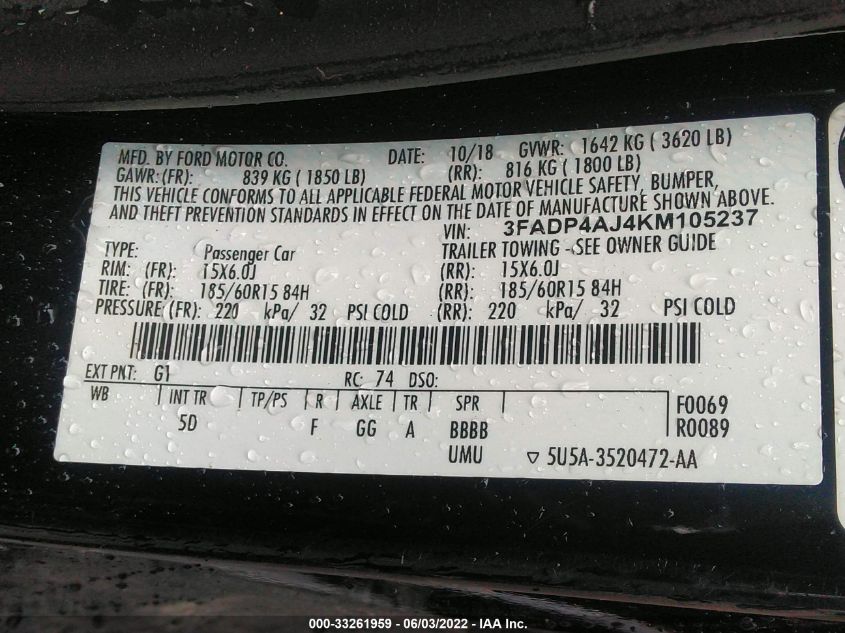 MFD. BY FORD MOTOR CO. DATE: 10/18 GVWR: 1642 KG ( 3620 LB)
GAWR:(FR): 839 KG ( 1850 LB) (RR): 816 KG ( 1800 LB)
THIS VEHICLE CONFORMS TO ALL APPLICABLE FEDERAL MOTOR VEHICLE SAFETY, BUMPER,
AND THEFT PREVENTION STANDARDS IN EFFECT ON THE DATE OF MANUFACTURE SHOWN ABOVE.
VIN: 3FADP4AJ4KM105237
TYPE: Passenger Car TRAILER TOWING - SEE OWNER GUIDE
RIM: (FR): 15X6.0J (RR): 15X6.0J
TIRE: (FR): 185/60R15 84H (RR): 185/60R15 84H
PRESSURE (FR): 220 kPa/ 32 PSI COLD (RR): 220 kPa/ 32 PSI COLD
EXT PNT: G1 RC: 74 DSO:
WB INT TR TP/PS R AXLE TR SPR F0069
5D F GG A BBBB R0089
UMU ▽ 5U5A-3520472-AA
000-33261959 - 06/03/2022 - IAA Inc.